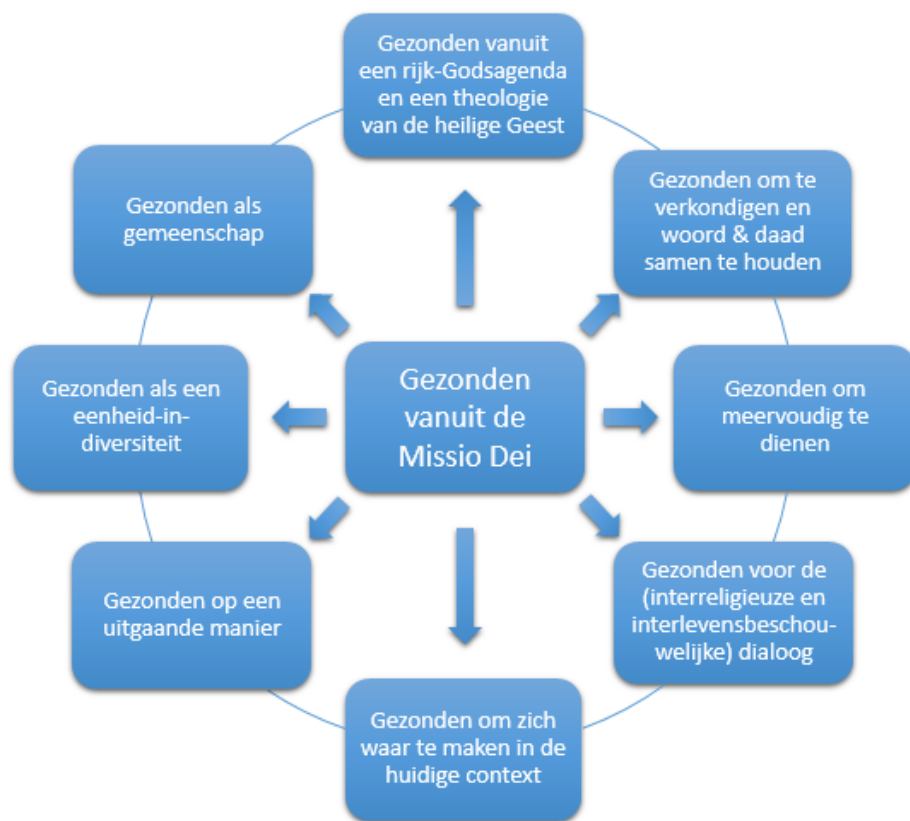 Gezonden vanuit
een rijk-Godsagenda
en een theologie
van de heilige Geest
Gezonden om te
verkondigen en
woord & daad
samen te houden
Gezonden om
meervoudig te
dienen
Gezonden voor de
(interreligieuze en
interlevensbeschou-
welijke) dialoog
Gezonden om zich
waar te maken in de
huidige context
Gezonden op een
uitgaande manier
Gezonden als een
eenheid-in-
diversiteit
Gezonden als
gemeenschap
Gezonden
vanuit de
Missio Dei